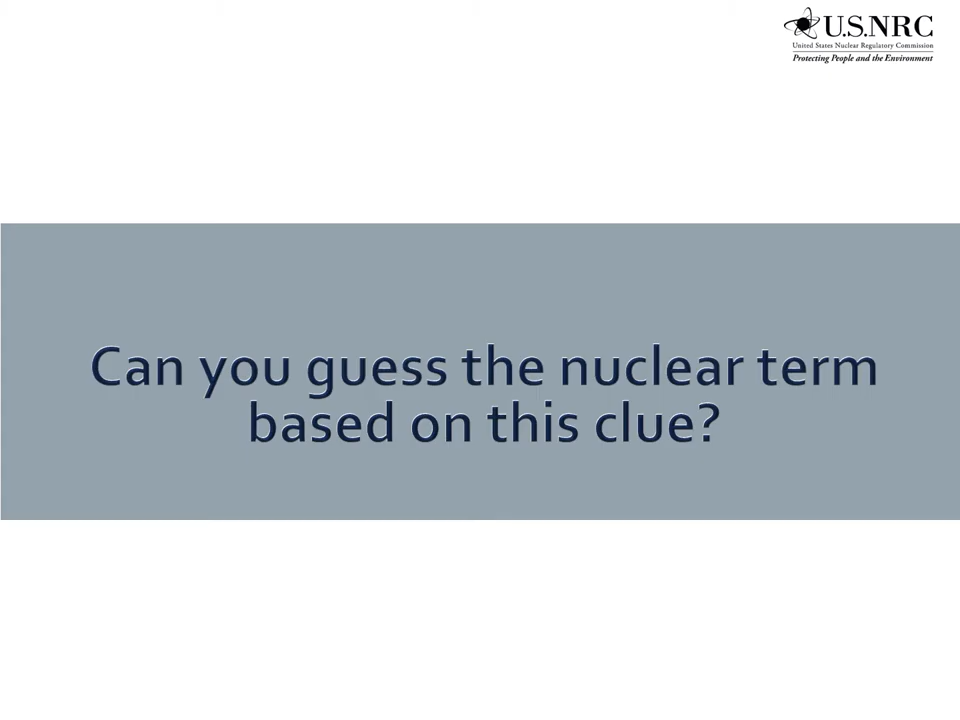 U.S.NRC
United States Nuclear Regulatory Commission
Protecting People and the Environment
Can you guess the nuclear term
based on this clue?